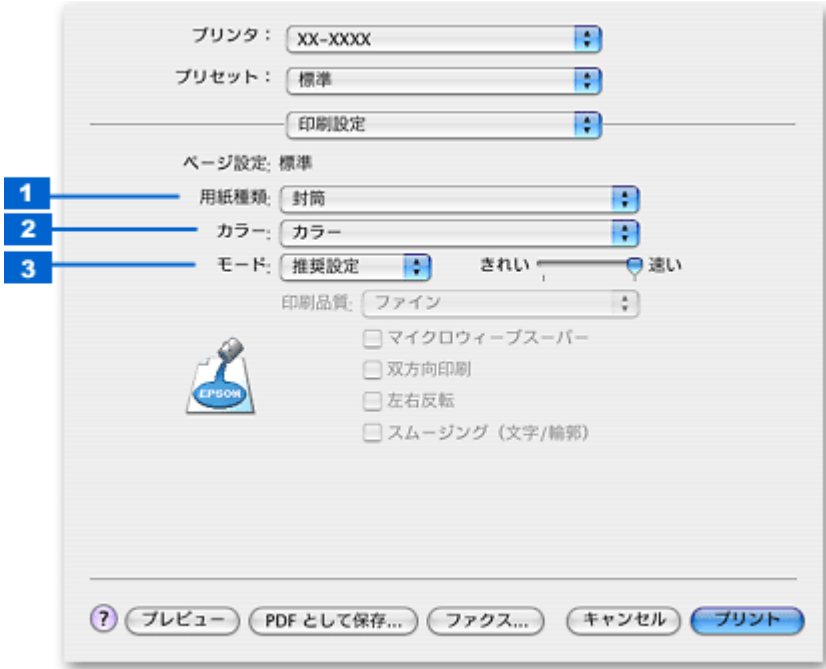 プリンタ： XX-XXXX
プリセット： 標準
印刷設定
ページ設定: 標準
1 用紙種類: 封筒
2 カラー: カラー
3 モード: 推奨設定 きれい 速い
印刷品質: ファイン
マイクロウィーブスーパー
双方向印刷
EPSON
左右反転
スムージング（文字/輪郭）
? プレビュー PDF として保存... ファクス... キャンセル プリント